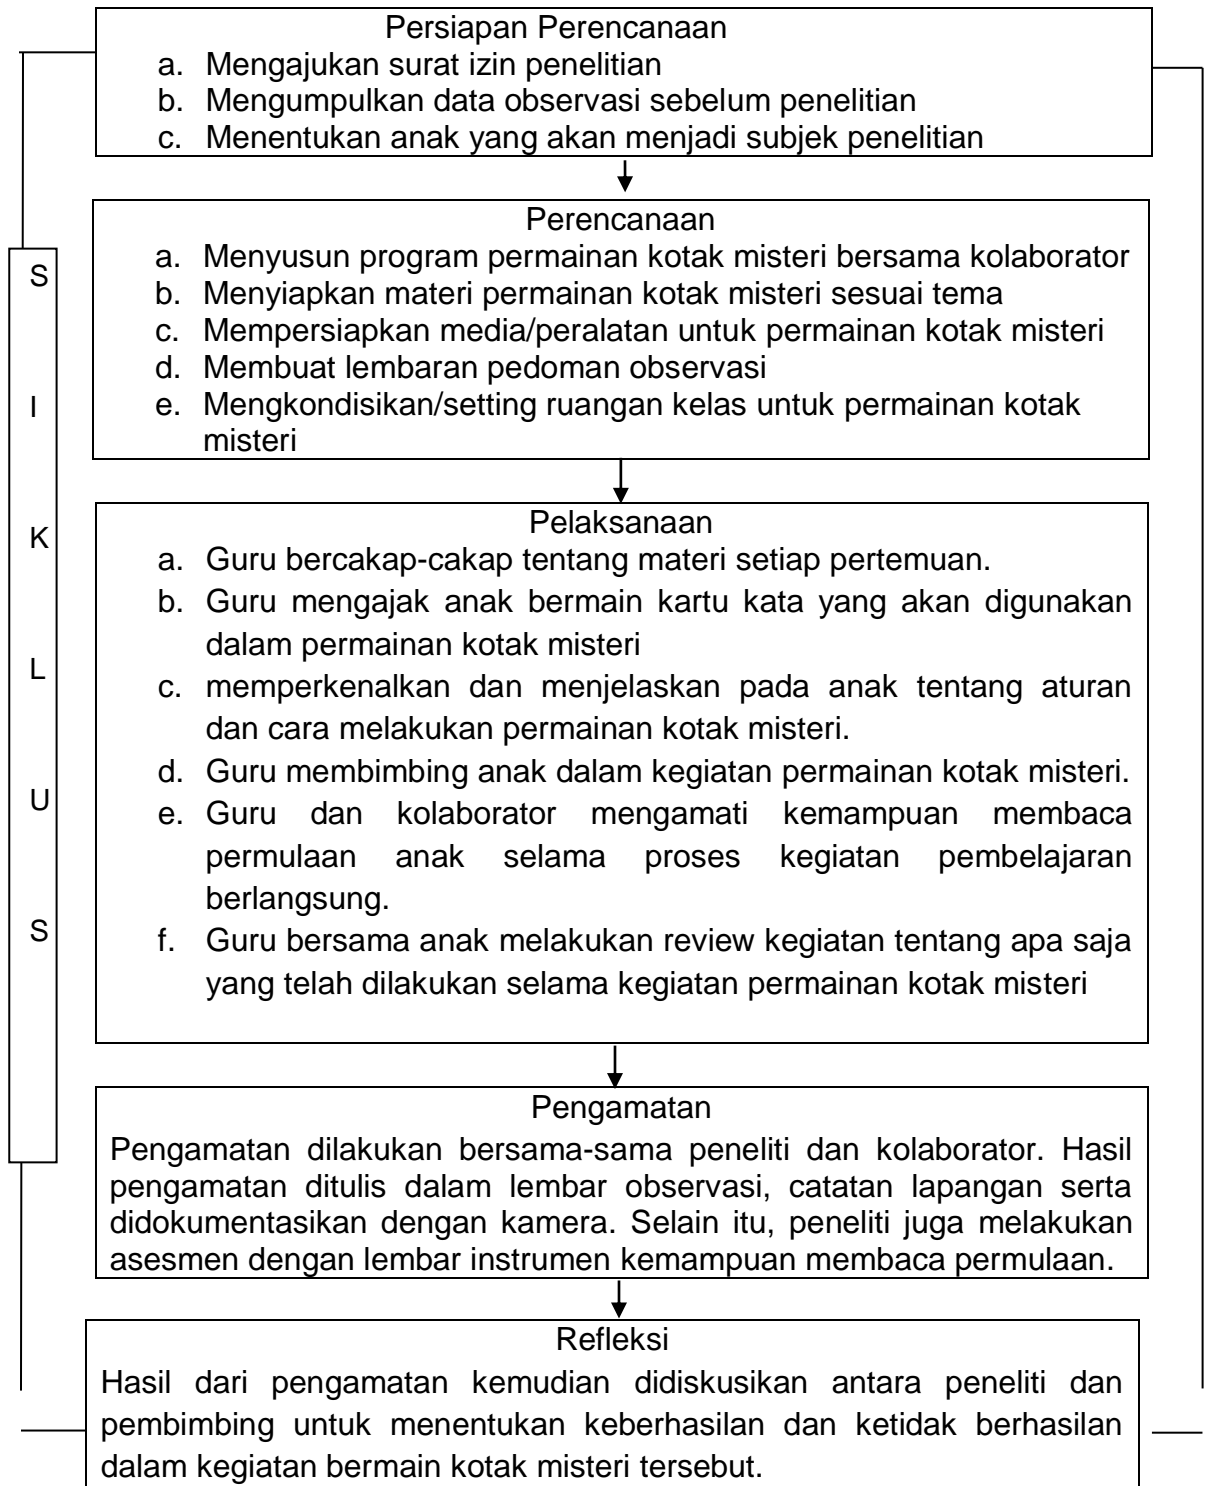 Persiapan Perencanaan
a. Mengajukan surat izin penelitian
b. Mengumpulkan data observasi sebelum penelitian
c. Menentukan anak yang akan menjadi subjek penelitian
Perencanaan
a. Menyusun program permainan kotak misteri bersama kolaborator
b. Menyiapkan materi permainan kotak misteri sesuai tema
c. Mempersiapkan media/peralatan untuk permainan kotak misteri
d. Membuat lembaran pedoman observasi
e. Mengkondisikan/setting ruangan kelas untuk permainan kotak
misteri
S
I
K
L
U
S
Pelaksanaan
a. Guru bercakap-cakap tentang materi setiap pertemuan.
b. Guru mengajak anak bermain kartu kata yang akan digunakan
dalam permainan kotak misteri
c. memperkenalkan dan menjelaskan pada anak tentang aturan
dan cara melakukan permainan kotak misteri.
d. Guru membimbing anak dalam kegiatan permainan kotak misteri.
e. Guru dan kolaborator mengamati kemampuan membaca
permulaan anak selama proses kegiatan pembelajaran
berlangsung.
f. Guru bersama anak melakukan review kegiatan tentang apa saja
yang telah dilakukan selama kegiatan permainan kotak misteri
Pengamatan
Pengamatan dilakukan bersama-sama peneliti dan kolaborator. Hasil
pengamatan ditulis dalam lembar observasi, catatan lapangan serta
didokumentasikan dengan kamera. Selain itu, peneliti juga melakukan
asesmen dengan lembar instrumen kemampuan membaca permulaan.
Refleksi
Hasil dari pengamatan kemudian didiskusikan antara peneliti dan
pembimbing untuk menentukan keberhasilan dan ketidak berhasilan
dalam kegiatan bermain kotak misteri tersebut.